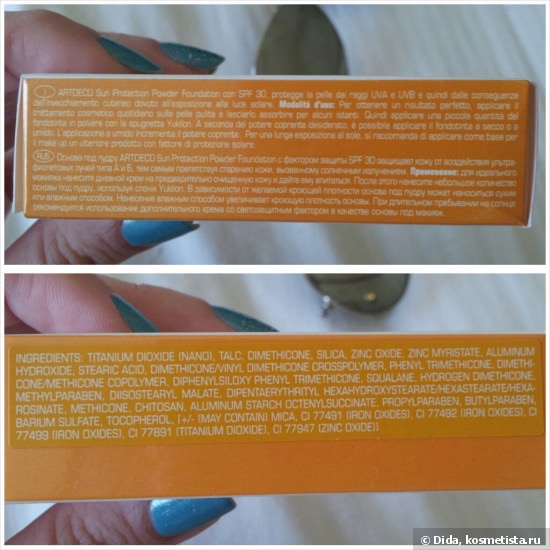 I ARTDECO Sun Protection Powder Foundation con SPF 30, protegge la pelle dai raggi UVA e UVB e quindi dalle conseguenze
dell'invecchiamento cutaneo dovuto all'esposizione alla luce solare. Modalità d'uso: Per ottenere un risultato perfetto, applicare il
trattamento cosmetico quotidiano sulla pelle pulita e lasciarlo assorbire per alcuni istanti. Quindi applicare una piccola quantità del
fondotinta in polvere con la spugnetta Yukilon. A seconda del potere coprente desiderato, è possibile applicare il fondotinta a secco o a
umido. L'applicazione a umido incrementa il potere coprente. Per una lunga esposizione al sole, si raccomanda di applicare come base per
il make up un ulteriore prodotto con fattore di protezione solare.
RUS Основа под пудру ARTDECO Sun Protection Powder Foundation с фактором защиты SPF 30 защищает кожу от воздействия ультра-
фиолетовых лучей типа А и Б, тем самым препятствуя старению кожи, вызванному солнечным излучением. Применение: для идеального
макияжа нанесите дневной крем на предварительно очищенную кожу и дайте ему впитаться. После этого нанесите небольшое количество
основы под пудру, используя спонж Yukilon. В зависимости от желаемой кроющей плотности основа под пудру может наноситься сухим
или влажным способом. Нанесение влажным способом увеличивает кроющую плотность основы. При длительном пребывании на солнце
рекомендуется использование дополнительного крема со светозащитным фактором в качестве основы под макияж.
INGREDIENTS: TITANIUM DIOXIDE (NANO), TALC, DIMETHICONE, SILICA, ZINC OXIDE, ZINC MYRISTATE, ALUMINUM
HYDROXIDE, STEARIC ACID, DIMETHICONE/VINYL DIMETHICONE CROSSPOLYMER, PHENYL TRIMETHICONE, DIMETHI-
CONE/METHICONE COPOLYMER, DIPHENYLSILOXY PHENYL TRIMETHICONE, SQUALANE, HYDROGEN DIMETHICONE,
METHYLPARABEN, DIISOSTEARYL MALATE, DIPENTAERYTHRITYL HEXAHYDROXYSTEARATE/HEXASTEARATE/HEXA-
ROSINATE, METHICONE, CHITOSAN, ALUMINUM STARCH OCTENYLSUCCINATE, PROPYLPARABEN, BUTYLPARABEN,
BARIUM SULFATE, TOCOPHEROL, (+/- (MAY CONTAIN) MICA, CI 77491 (IRON OXIDES), CI 77492 (IRON OXIDES), CI
77499 (IRON OXIDES), CI 77891 (TITANIUM DIOXIDE), CI 77947 (ZINC OXIDE))
© Dida, kosmetista.ru